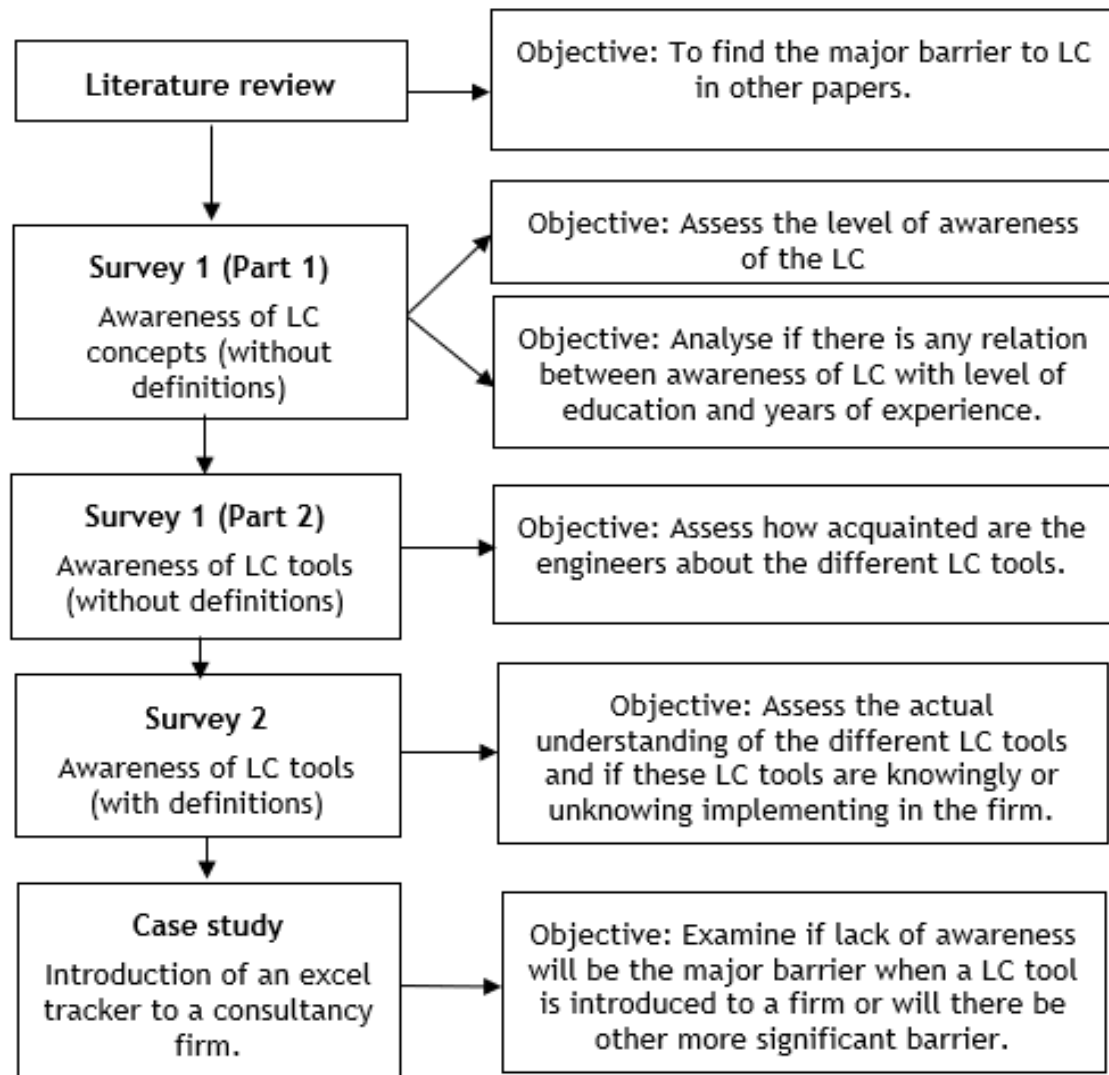 Literature review
Objective: To find the major barrier to LC
in other papers.
Survey 1 (Part 1)
Awareness of LC
concepts (without
definitions)
Objective: Assess the level of awareness
of the LC
Objective: Analyse if there is any relation
between awareness of LC with level of
education and years of experience.
Survey 1 (Part 2)
Awareness of LC tools
(without definitions)
Objective: Assess how acquainted are the
engineers about the different LC tools.
Survey 2
Awareness of LC tools
(with definitions)
Objective: Assess the actual
understanding of the different LC tools
and if these LC tools are knowingly or
unknowing implementing in the firm.
Case study
Introduction of an excel
tracker to a consultancy
firm.
Objective: Examine if lack of awareness
will be the major barrier when a LC tool
is introduced to a firm or will there be
other more significant barrier.